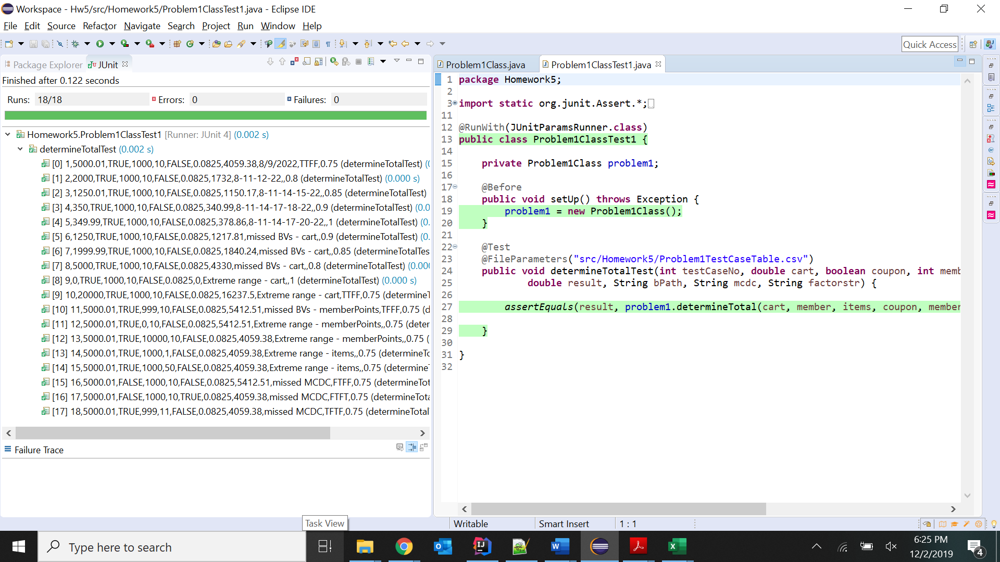 Workspace - Hw5/src/Homework5/Problem1ClassTest1.java - Eclipse IDE
File Edit Source Refactor Navigate Search Project Run Window Help
Quick Access
Package Explorer JUnit
Finished after 0.122 seconds
Runs: 18/18 Errors: 0 Failures: 0
Homework5.Problem1ClassTest1 [Runner: JUnit 4] (0.002 s)
determineTotalTest (0.002 s)
[0] 1,5000.01,TRUE,1000,10,FALSE,0.0825,4059.38,8/9/2022,TTFF,0.75 (determineTotalTest) (
[1] 2,2000,TRUE,1000,10,FALSE,0.0825,1732,8-11-12-22,,0.8 (determineTotalTest) (0.000 s)
[2] 3,1250.01,TRUE,1000,10,FALSE,0.0825,1150.17,8-11-14-15-22,,0.85 (determineTotalTest)
[3] 4,350,TRUE,1000,10,FALSE,0.0825,340.99,8-11-14-17-18-22,,0.9 (determineTotalTest) (0.0
[4] 5,349.99,TRUE,1000,10,FALSE,0.0825,378.86,8-11-14-17-20-22,,1 (determineTotalTest) (0.
[5] 6,1250,TRUE,1000,10,FALSE,0.0825,1217.81,missed BVs - cart,,0.9 (determineTotalTest) (0.
[6] 7,1999.99,TRUE,1000,10,FALSE,0.0825,1840.24,missed BVs - cart,,0.85 (determineTotalTes
[7] 8,5000,TRUE,1000,10,FALSE,0.0825,4330,missed BVs - cart,,0.8 (determineTotalTest) (0.00
[8] 9,0,TRUE,1000,10,FALSE,0.0825,0,Extreme range - cart,,1 (determineTotalTest) (0.000 s)
[9] 10,20000,TRUE,1000,10,FALSE,0.0825,16237.5,Extreme range - cart,TTFF,0.75 (determineT
[10] 11,5000.01,TRUE,999,10,FALSE,0.0825,5412.51,missed BVs - memberPoints,TFFF,0.75 (d
[11] 12,5000.01,TRUE,0,10,FALSE,0.0825,5412.51,Extreme range - memberPoints,,0.75 (deter
[12] 13,5000.01,TRUE,10000,10,FALSE,0.0825,4059.38,Extreme range - memberPoints,,0.75 (
[13] 14,5000.01,TRUE,1000,1,FALSE,0.0825,4059.38,Extreme range - items,,0.75 (determineTo
[14] 15,5000.01,TRUE,1000,50,FALSE,0.0825,4059.38,Extreme range - items,,0.75 (determine
[15] 16,5000.01,FALSE,1000,10,FALSE,0.0825,5412.51,missed MCDC,FTFF,0.75 (determineTot
[16] 17,5000.01,FALSE,1000,10,TRUE,0.0825,4059.38,missed MCDC,FTFT,0.75 (determineTota
[17] 18,5000.01,TRUE,999,11,FALSE,0.0825,4059.38,missed MCDC,TFTF,0.75 (determineTotal
Failure Trace
Problem1Class.java Problem1ClassTest1.java
1 package Homework5;
2
3 import static org.junit.Assert.*;
11
12 @RunWith(JUnitParamsRunner.class)
13 public class Problem1ClassTest1 {
14
15 private Problem1Class problem1;
16
17 @Before
18 public void setUp() throws Exception {
19 problem1 = new Problem1Class();
20 }
21
22 @Test
23 @FileParameters("src/Homework5/Problem1TestCaseTable.csv")
24 public void determineTotalTest(int testCaseNo, double cart, boolean coupon, int memb
25 double result, String bPath, String mcdc, String factorstr) {
26
27 assertEquals(result, problem1.determineTotal(cart, member, items, coupon, member
28
29 }
30
31 }
32
Writable Smart Insert 1 : 1
Task View
Type here to search
6:25 PM
12/2/2019
4